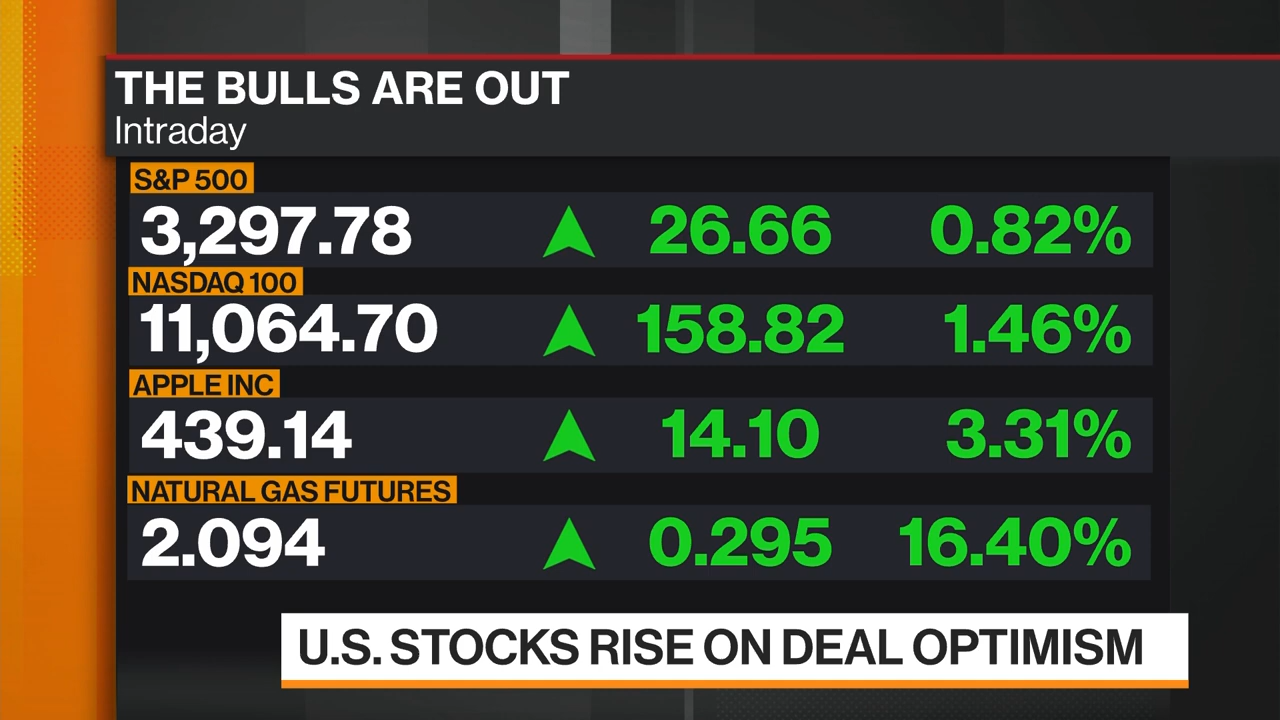 THE BULLS ARE OUT
Intraday
S&P 500
3,297.78 ▲ 26.66 0.82%
NASDAQ 100
11,064.70 ▲ 158.82 1.46%
APPLE INC
439.14 ▲ 14.10 3.31%
NATURAL GAS FUTURES
2.094 ▲ 0.295 16.40%
U.S. STOCKS RISE ON DEAL OPTIMISM